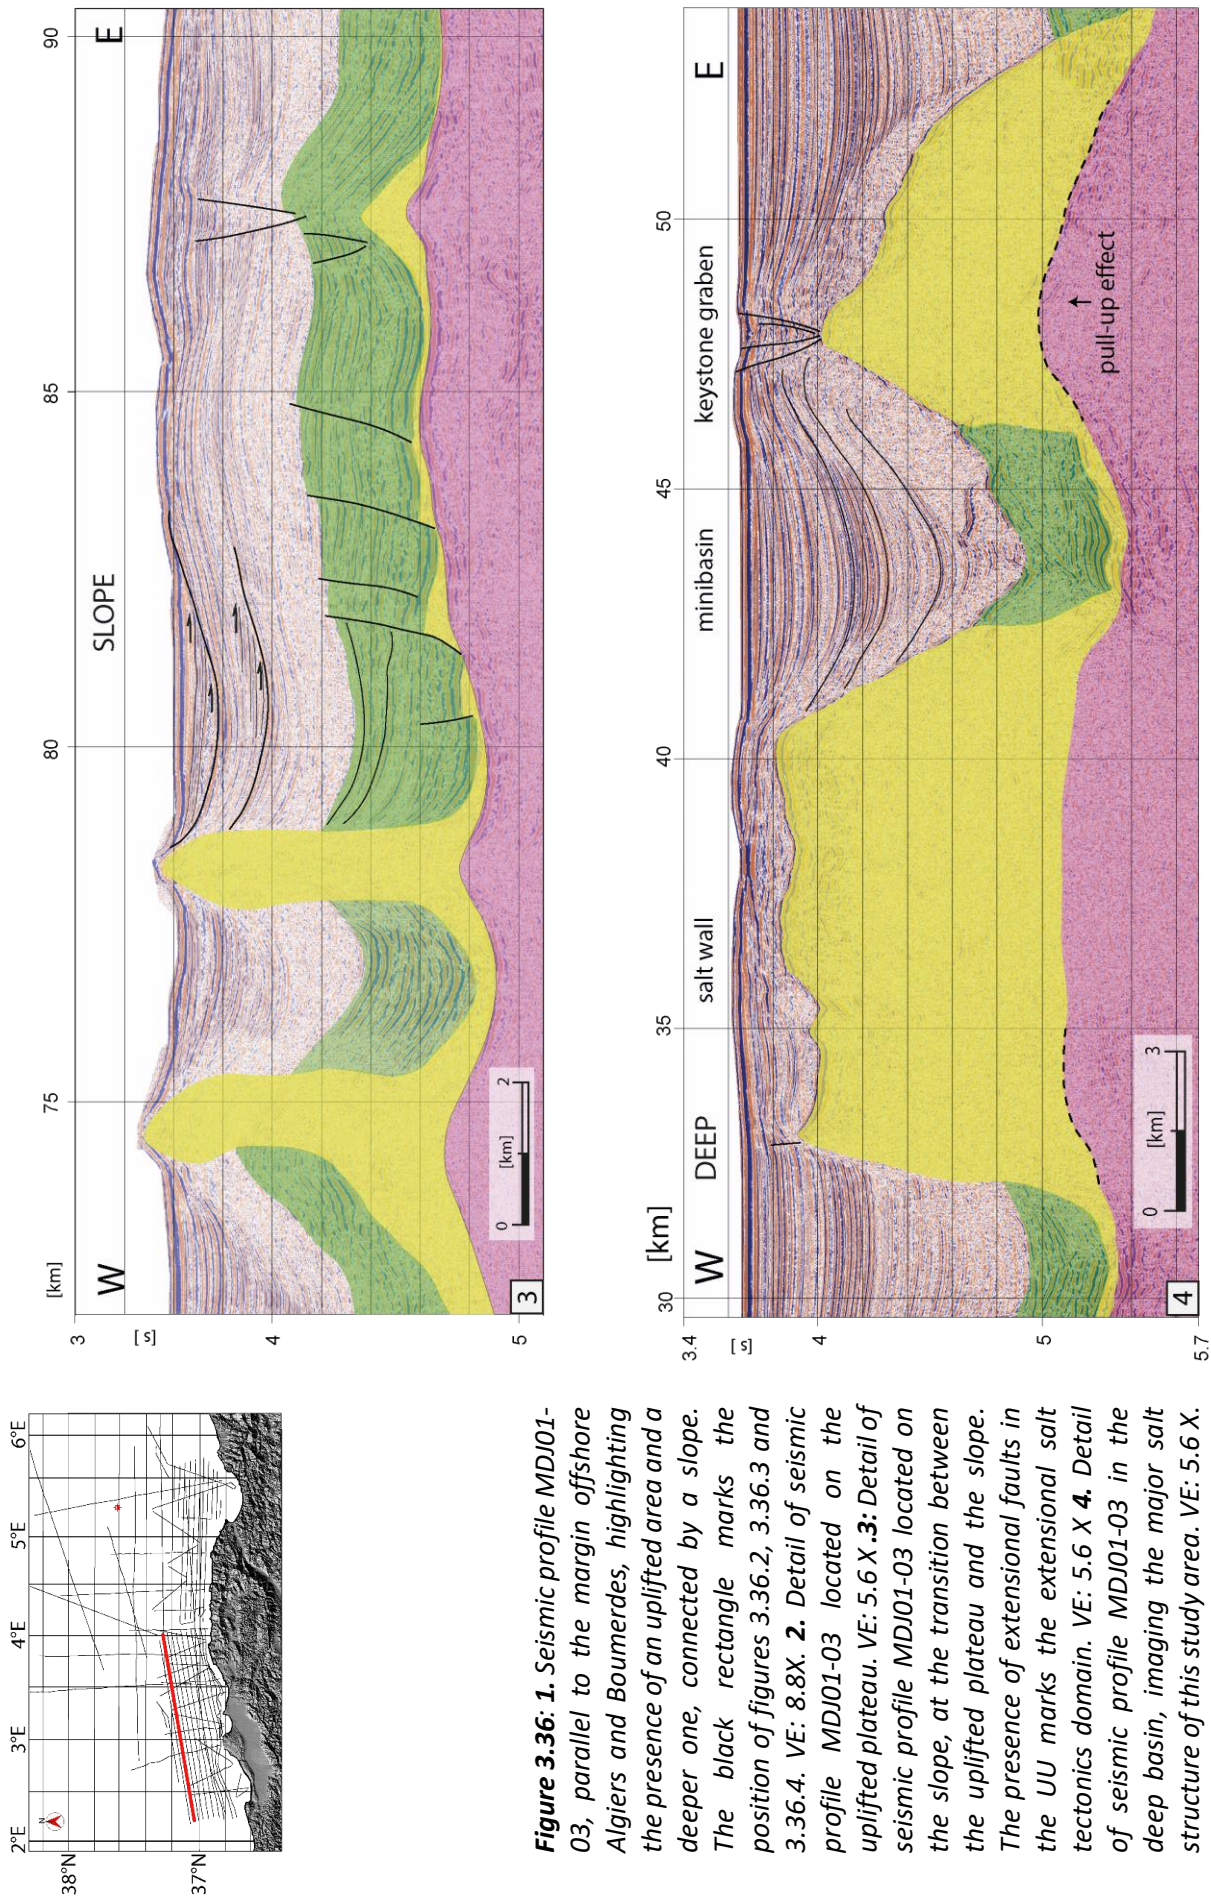 90
E
SLOPE
85
80
75
W
[km]
0
2
[km]
3
3
[s]
4
5
E
keystone graben
minibasin
salt wall
DEEP
W
[km]
50
45
40
35
30
pull-up effect
0
3
[km]
4
3.4
[s]
4
5
5.7
2°E
3°E
4°E
5°E
6°E
38°N
37°N
N
Figure 3.36: 1. Seismic profile MDJ01-
03, parallel to the margin offshore
Algiers and Boumerdes, highlighting
the presence of an uplifted area and a
deeper one, connected by a slope.
The black rectangle marks the
position of figures 3.36.2, 3.36.3 and
3.36.4. VE: 8.8X. 2. Detail of seismic
profile MDJ01-03 located on the
uplifted plateau. VE: 5.6 X .3: Detail of
seismic profile MDJ01-03 located on
the slope, at the transition between
the uplifted plateau and the slope.
The presence of extensional faults in
the UU marks the extensional salt
tectonics domain. VE: 5.6 X 4. Detail
of seismic profile MDJ01-03 in the
deep basin, imaging the major salt
structure of this study area. VE: 5.6 X.